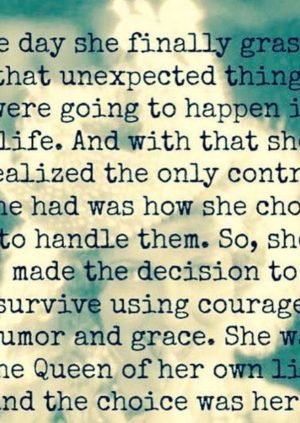 e day she finally gras
that unexpected thing
were going to happen i
life. And with that sh
ealized the only contr
he had was how she cho
to handle them. So, she
made the decision to
survive using courage
umor and grace. She wa
he Queen of her own li
and the choice was her